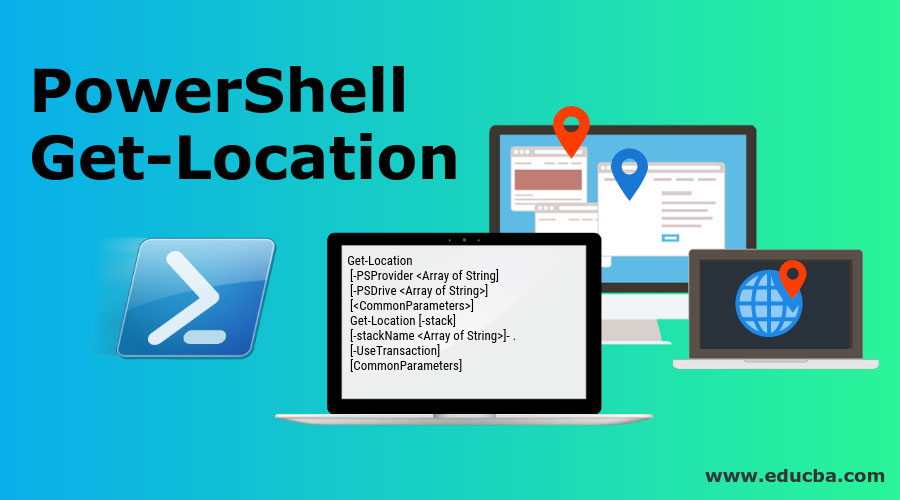 PowerShell
Get-Location
Get-Location
[-PSProvider <Array of String]
[-PSDrive <Array of String>]
[<CommonParameters>]
Get-Location [-stack]
[-stackName <Array of String>]- .
[-UseTransaction]
[CommonParameters]
www.educba.com